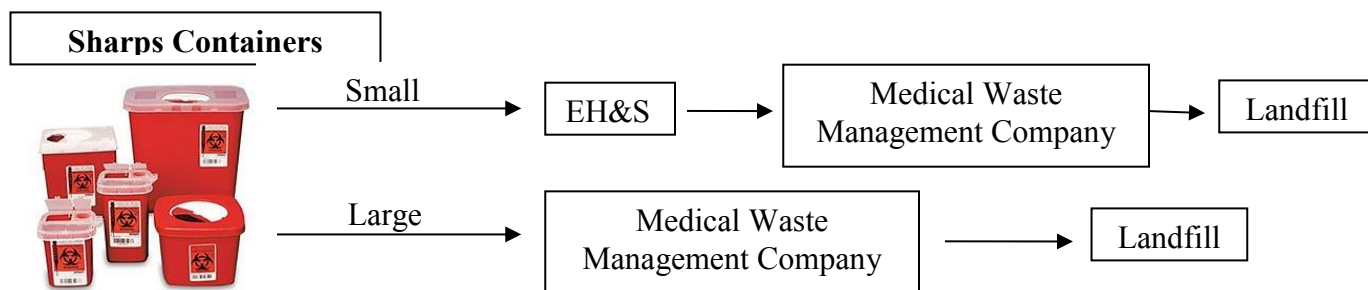 Sharps Containers
Small
EH&S
Medical Waste
Management Company
Landfill
Large
Medical Waste
Management Company
Landfill